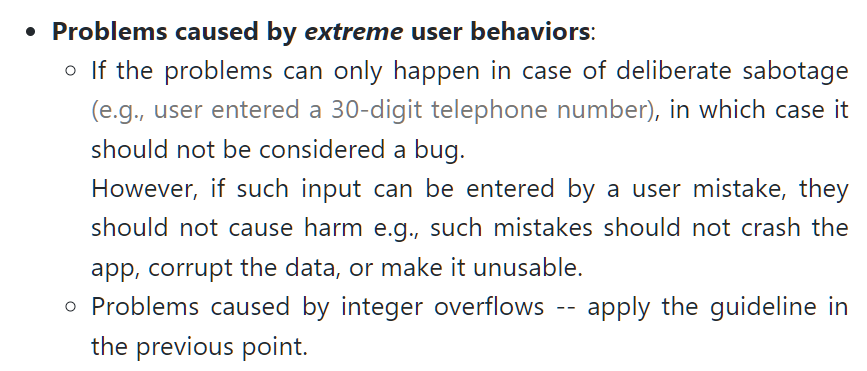 • Problems caused by extreme user behaviors:
○ If the problems can only happen in case of deliberate sabotage
(e.g., user entered a 30-digit telephone number), in which case it
should not be considered a bug.
However, if such input can be entered by a user mistake, they
should not cause harm e.g., such mistakes should not crash the
app, corrupt the data, or make it unusable.
○ Problems caused by integer overflows -- apply the guideline in
the previous point.